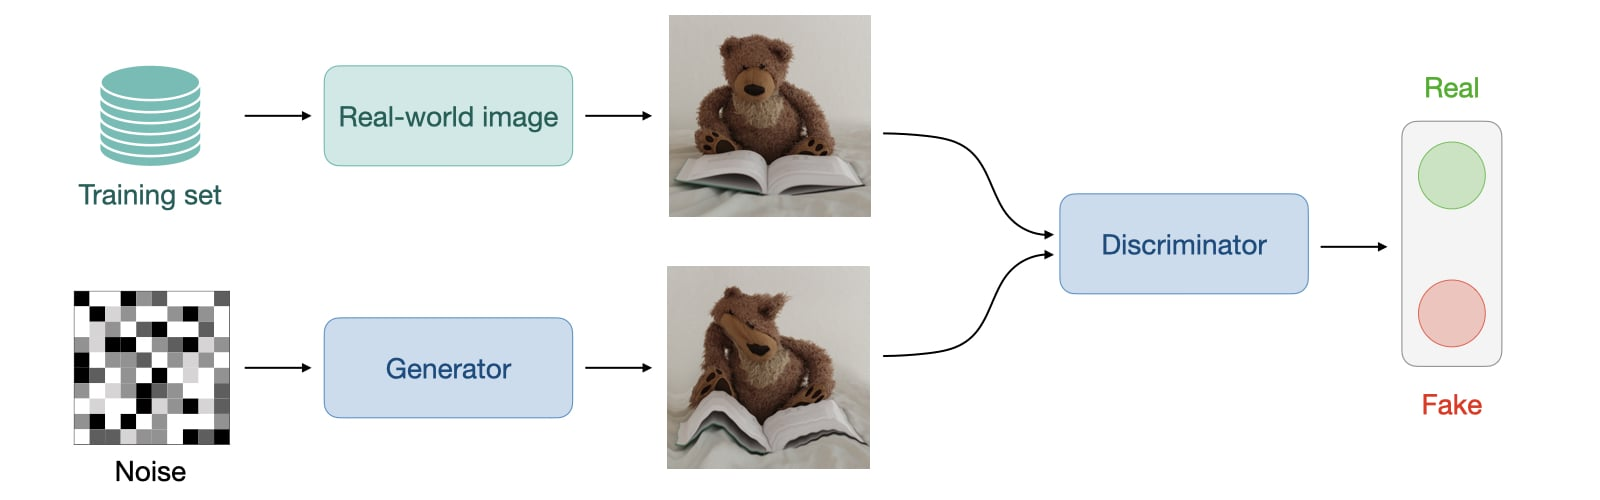 Training set
Real-world image
Noise
Generator
Discriminator
Real
Fake